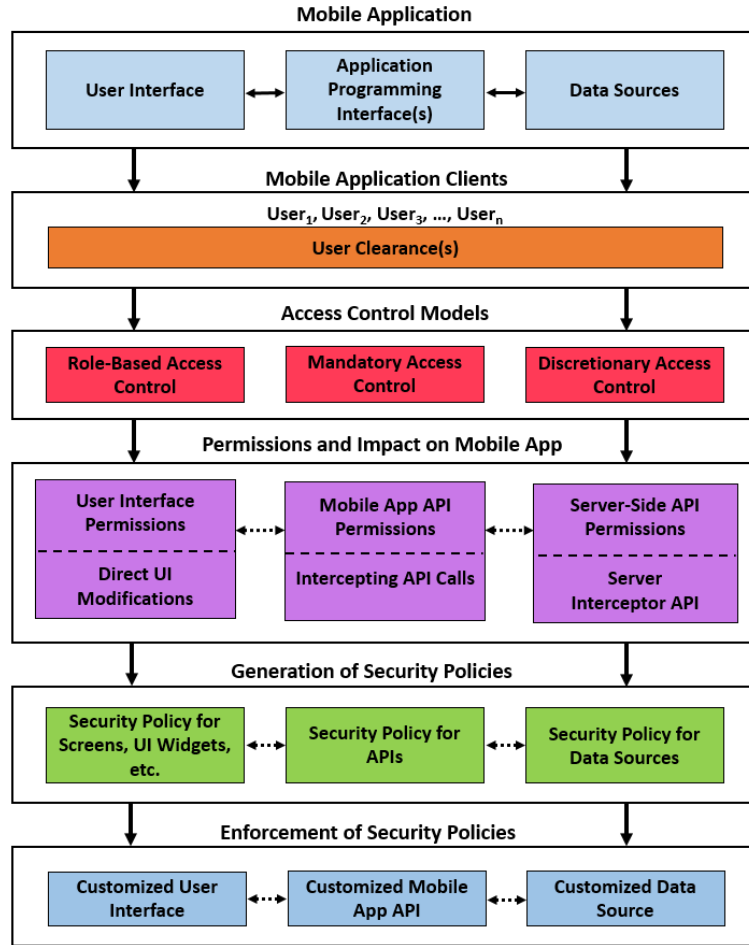 Mobile Application
User Interface
Application
Programming
Interface(s)
Data Sources
Mobile Application Clients
User₁, User₂, User₃, ..., Userₙ
User Clearance(s)
Access Control Models
Role-Based Access
Control
Mandatory Access
Control
Discretionary Access
Control
Permissions and Impact on Mobile App
User Interface
Permissions
Direct UI
Modifications
Mobile App API
Permissions
Intercepting API Calls
Server-Side API
Permissions
Server
Interceptor API
Generation of Security Policies
Security Policy for
Screens, UI Widgets,
etc.
Security Policy for
APIs
Security Policy for
Data Sources
Enforcement of Security Policies
Customized User
Interface
Customized Mobile
App API
Customized Data
Source